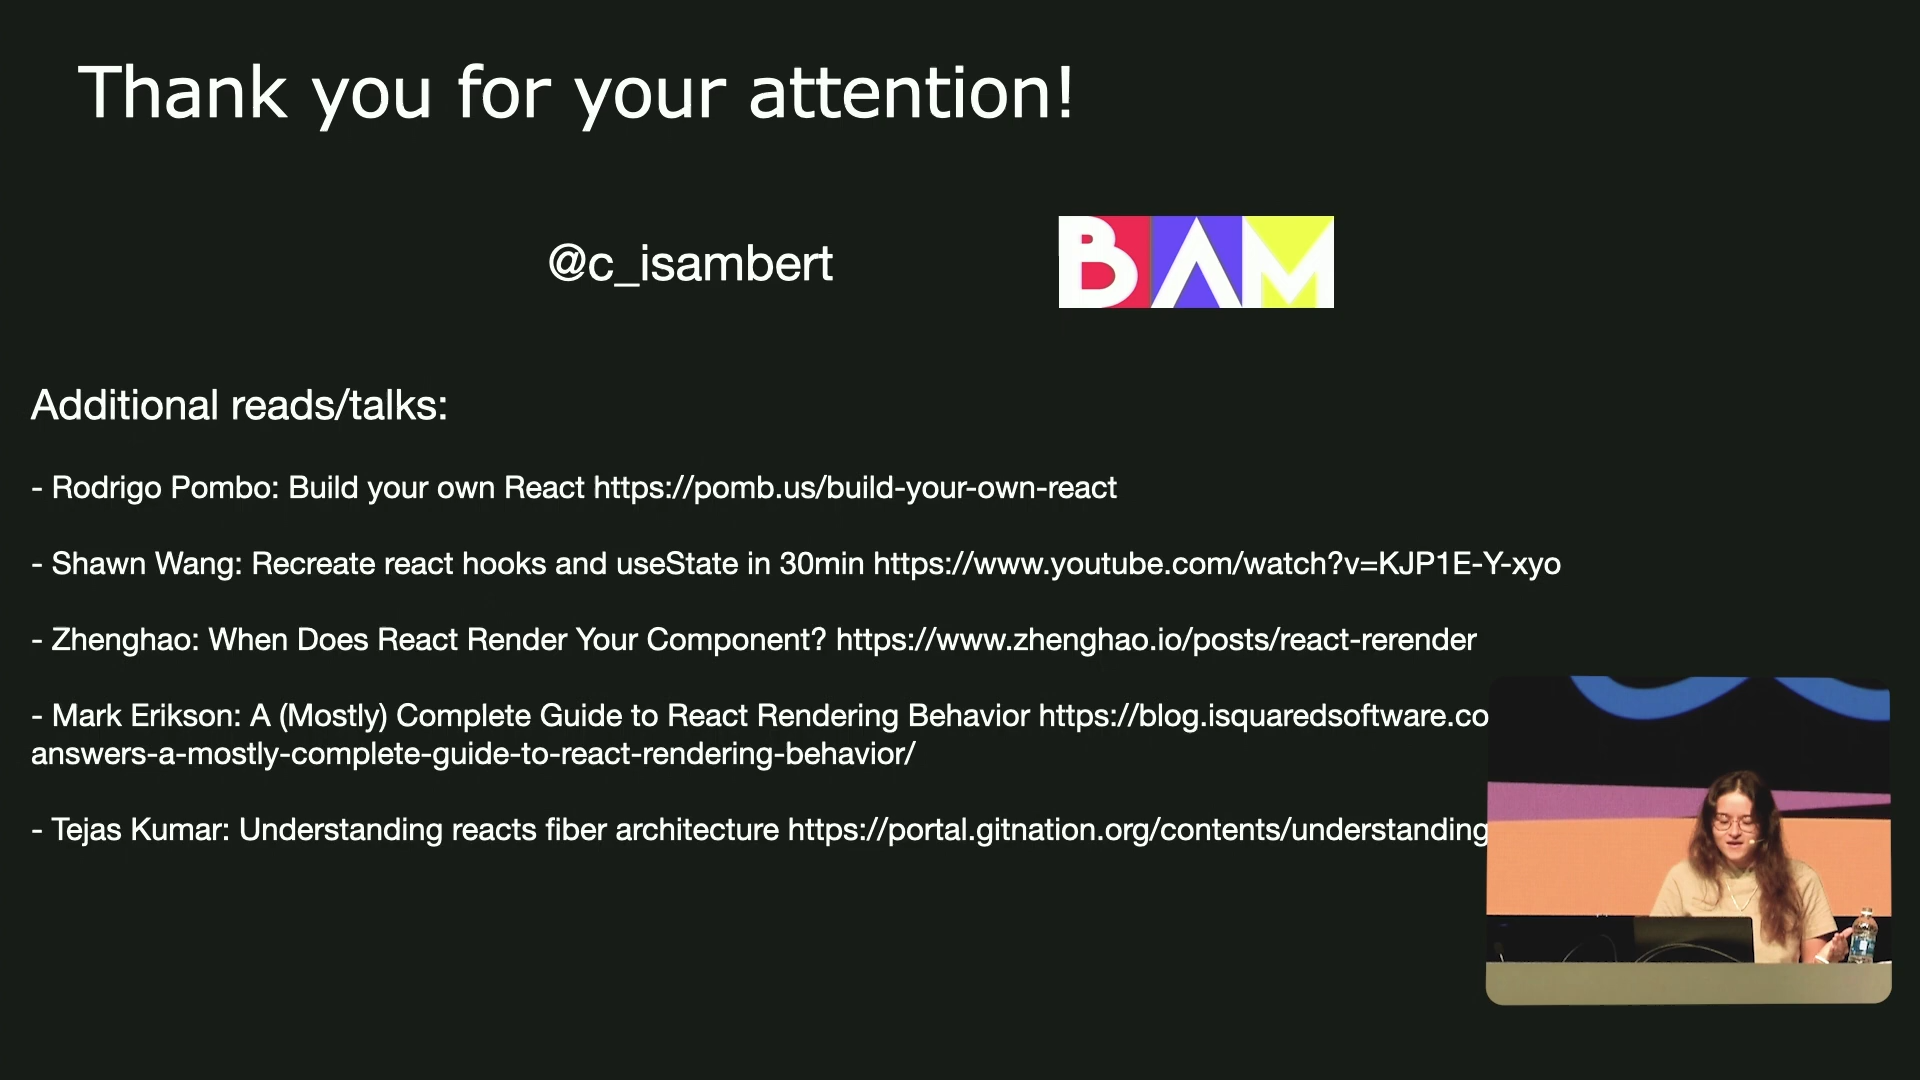 Thank you for your attention!
@c_isambert
BAM
Additional reads/talks:
- Rodrigo Pombo: Build your own React https://pomb.us/build-your-own-react
- Shawn Wang: Recreate react hooks and useState in 30min https://www.youtube.com/watch?v=KJP1E-Y-xyo
- Zhenghao: When Does React Render Your Component? https://www.zhenghao.io/posts/react-rerender
- Mark Erikson: A (Mostly) Complete Guide to React Rendering Behavior https://blog.isquaredsoftware.co
answers-a-mostly-complete-guide-to-react-rendering-behavior/
- Tejas Kumar: Understanding reacts fiber architecture https://portal.gitnation.org/contents/understanding